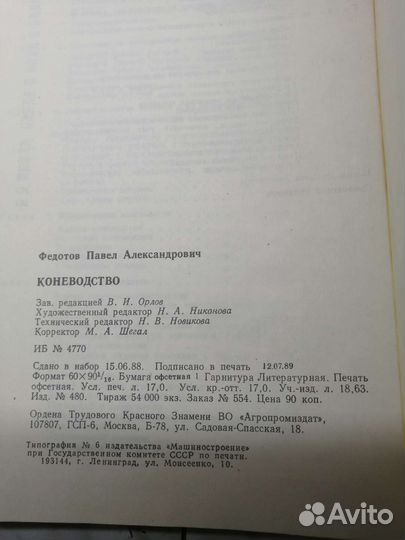 Федотов Павел Александрович
КОНЕВОДСТВО
Зав. редакцией В. И. Орлов
Художественный редактор Н. А. Никонова
Технический редактор Н. В. Новикова
Корректор М. А. Шегал
ИБ № 4770
Сдано в набор 15.06.88. Подписано в печать 12.07.89
Формат 60×90¹/₁₆. Бумага офсетная 1 Гарнитура Литературная. Печать
офсетная. Усл. печ. л. 17,0. Усл. кр.-отт. 17,0. Уч.-изд. л. 18,63.
Изд. № 480. Тираж 54 000 экз. Заказ № 554. Цена 90 коп.
Ордена Трудового Красного Знамени ВО «Агропромиздат»,
107807, ГСП-6, Москва, Б-78, ул. Садовая-Спасская, 18.
Типография № 6 издательства «Машиностроение»
при Государственном комитете СССР по печати.
193144, г. Ленинград, ул. Моисеенко, 10.
Avito